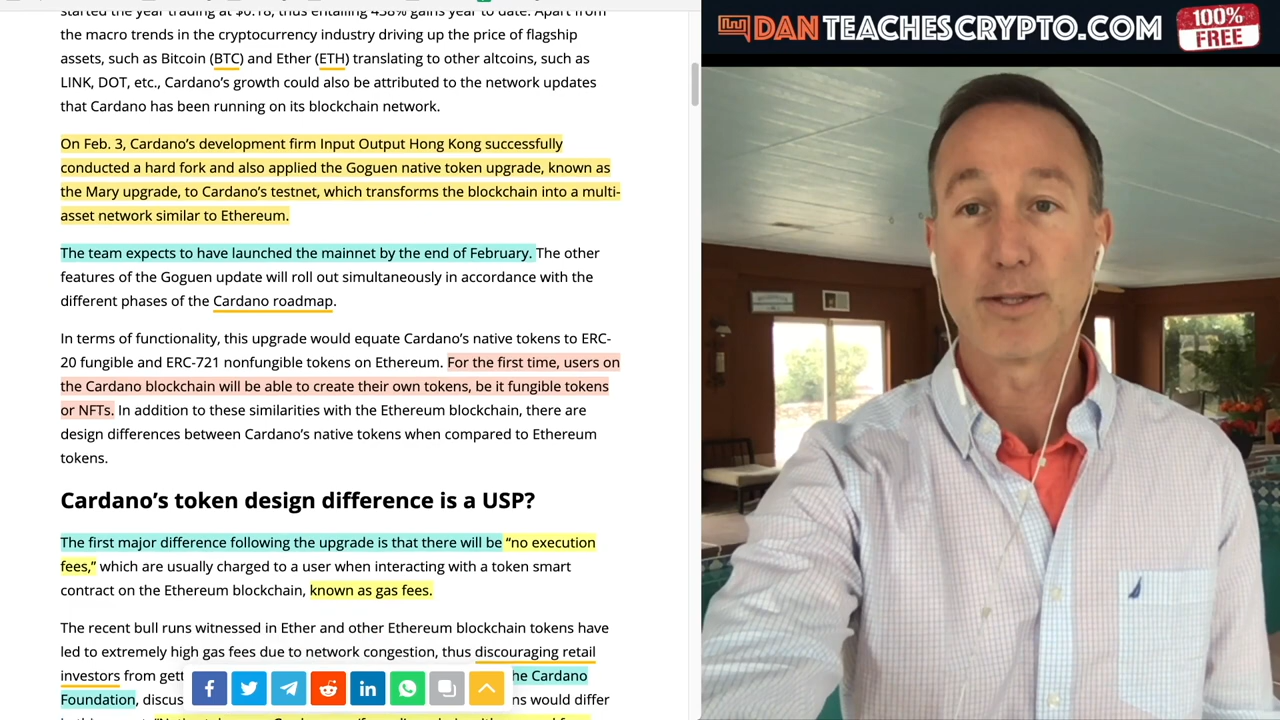 started the year trading at $0.18, thus entailing 438% gains year to date. Apart from
the macro trends in the cryptocurrency industry driving up the price of flagship
assets, such as Bitcoin (BTC) and Ether (ETH) translating to other altcoins, such as
LINK, DOT, etc., Cardano’s growth could also be attributed to the network updates
that Cardano has been running on its blockchain network.
On Feb. 3, Cardano’s development firm Input Output Hong Kong successfully
conducted a hard fork and also applied the Goguen native token upgrade, known as
the Mary upgrade, to Cardano’s testnet, which transforms the blockchain into a multi-
asset network similar to Ethereum.
The team expects to have launched the mainnet by the end of February. The other
features of the Goguen update will roll out simultaneously in accordance with the
different phases of the Cardano roadmap.
In terms of functionality, this upgrade would equate Cardano’s native tokens to ERC-
20 fungible and ERC-721 nonfungible tokens on Ethereum. For the first time, users on
the Cardano blockchain will be able to create their own tokens, be it fungible tokens
or NFTs. In addition to these similarities with the Ethereum blockchain, there are
design differences between Cardano’s native tokens when compared to Ethereum
tokens.
Cardano’s token design difference is a USP?
The first major difference following the upgrade is that there will be “no execution
fees,” which are usually charged to a user when interacting with a token smart
contract on the Ethereum blockchain, known as gas fees.
The recent bull runs witnessed in Ether and other Ethereum blockchain tokens have
led to extremely high gas fees due to network congestion, thus discouraging retail
investors from gett he Cardano
Foundation, discus ns would differ
DANTEACHESCRYPTO.COM
100%
FREE